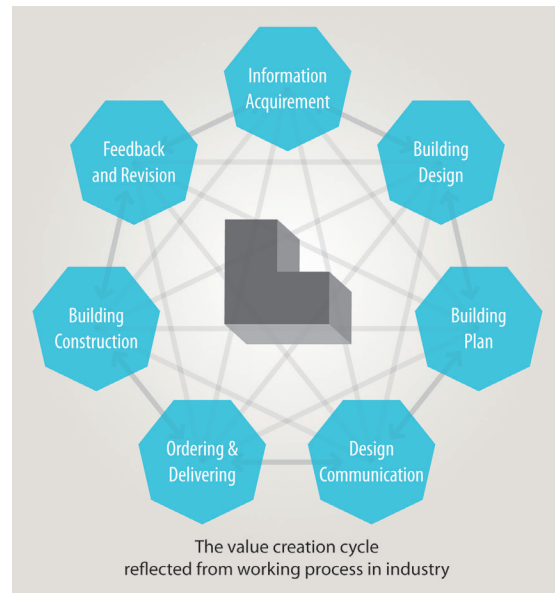 Information
Acquirement
Building
Design
Building
Plan
Design
Communication
Ordering &
Delivering
Building
Construction
Feedback
and Revision
The value creation cycle
reflected from working process in industry